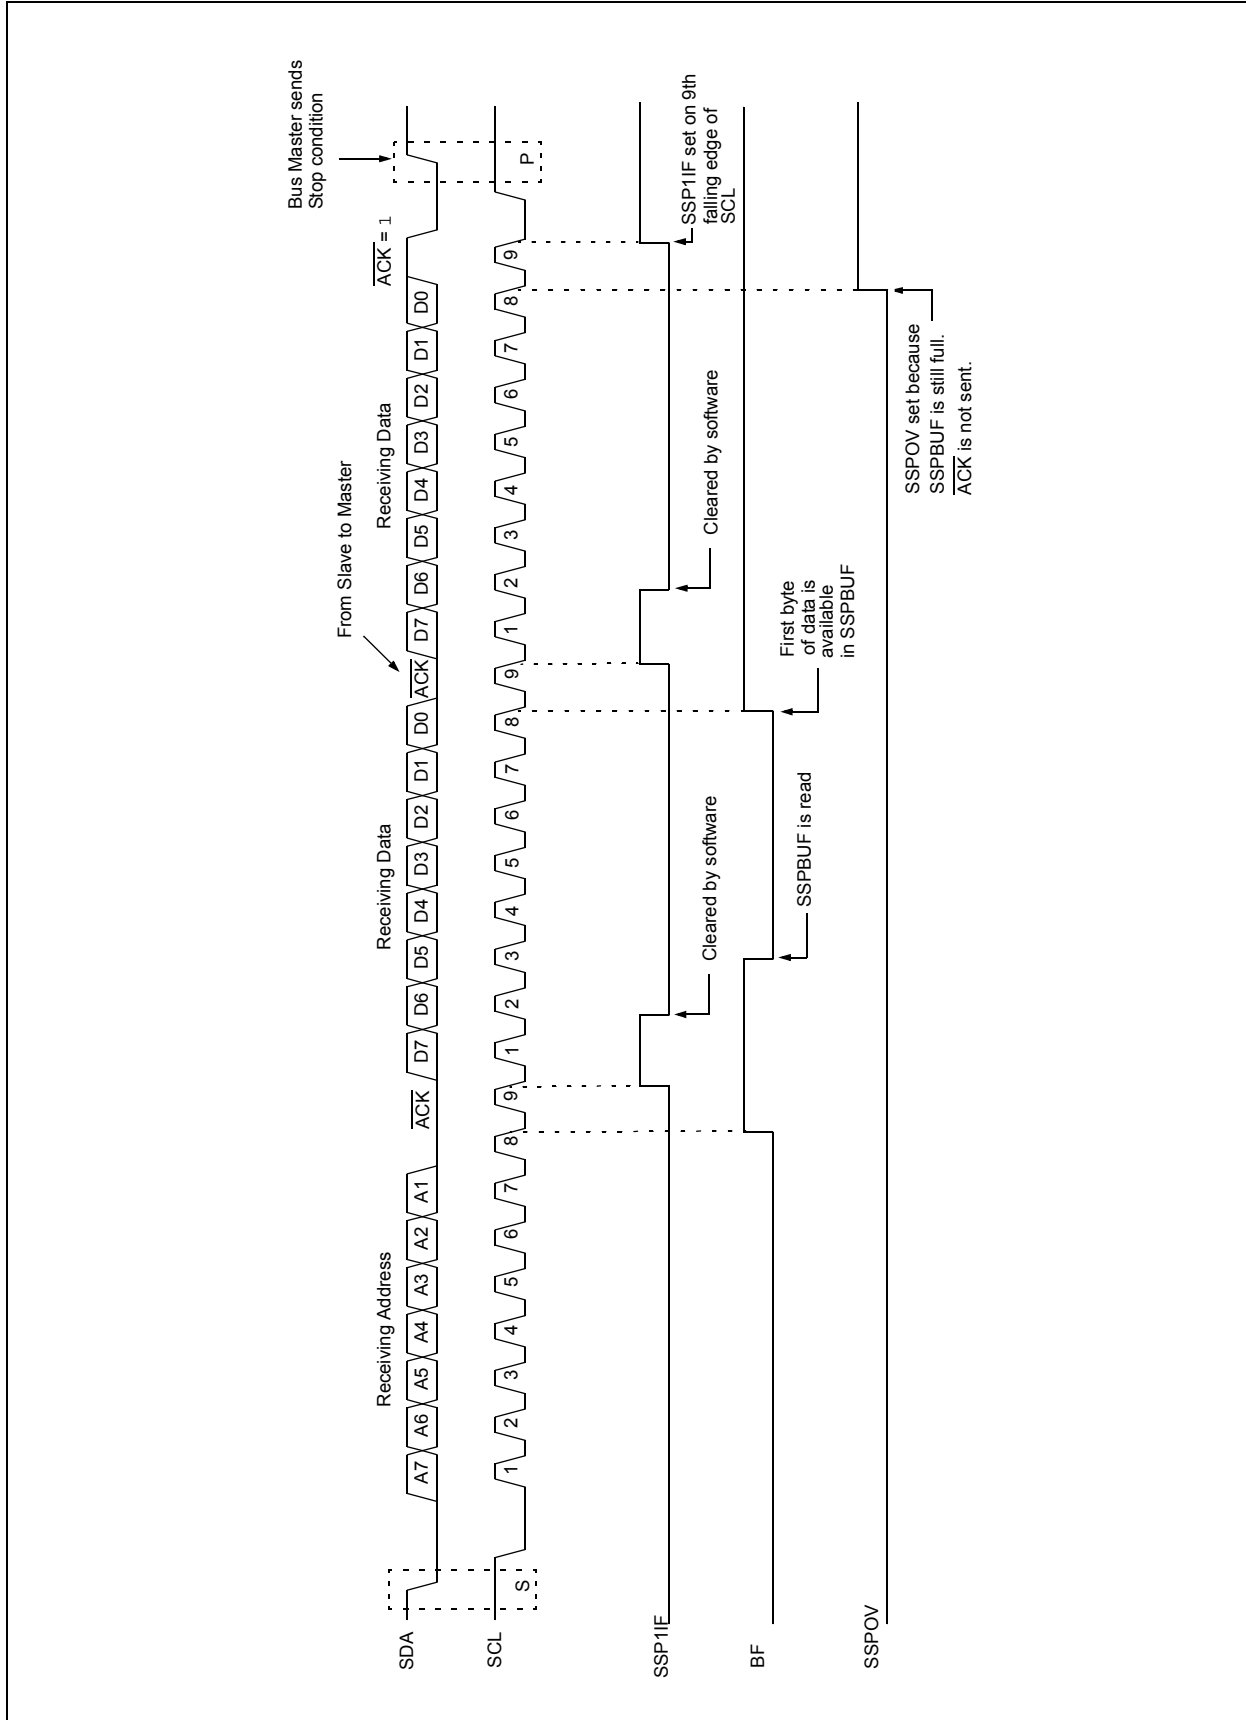 Bus Master sends
Stop condition
From Slave to Master
Receiving Address
Receiving Data
Receiving Data
ACK = 1
SDA
A7 A6 A5 A4 A3 A2 A1 ACK D7 D6 D5 D4 D3 D2 D1 D0 ACK D7 D6 D5 D4 D3 D2 D1 D0
SCL
S 1 2 3 4 5 6 7 8 9 1 2 3 4 5 6 7 8 9 1 2 3 4 5 6 7 8 9 P
SSP1IF
Cleared by software
Cleared by software
SSP1IF set on 9th
falling edge of
SCL
BF
SSPBUF is read
First byte
of data is
available
in SSPBUF
SSPOV
SSPOV set because
SSPBUF is still full.
ACK is not sent.